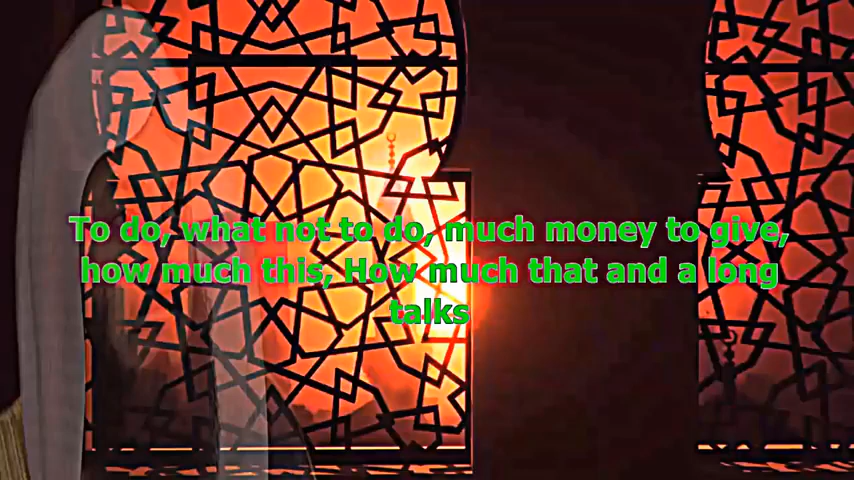 To do, what not to do, much money to give,
how much this, How much that and a long
talks